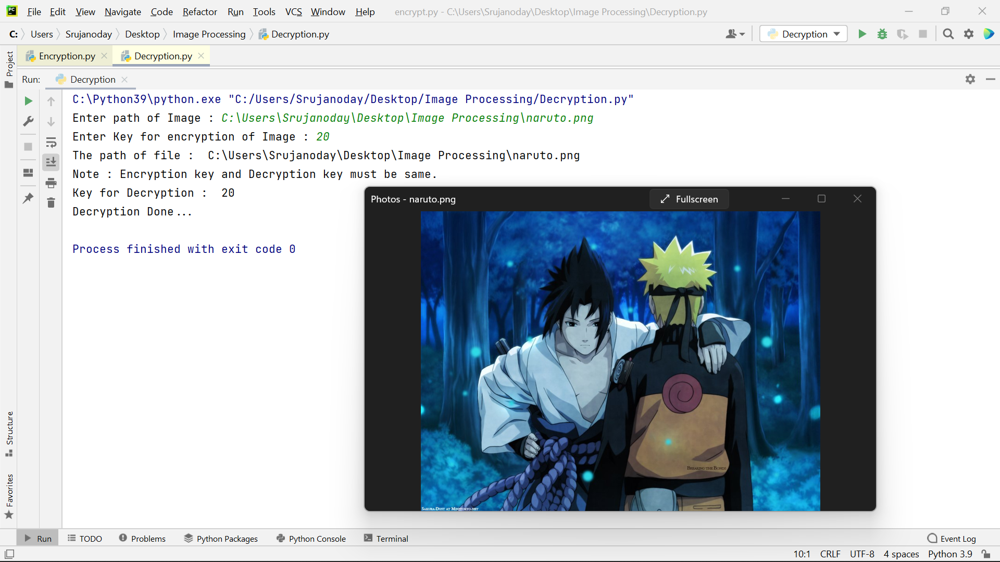 PC File Edit View Navigate Code Refactor Run Tools VCS Window Help encrypt.py - C:\Users\Srujanoday\Desktop\Image Processing\Decryption.py
C: Users Srujanoday Desktop Image Processing Decryption.py Decryption
Encryption.py Decryption.py
Project
Run: Decryption
C:\Python39\python.exe "C:/Users/Srujanoday/Desktop/Image Processing/Decryption.py"
Enter path of Image : C:\Users\Srujanoday\Desktop\Image Processing\naruto.png
Enter Key for encryption of Image : 20
The path of file :  C:\Users\Srujanoday\Desktop\Image Processing\naruto.png
Note : Encryption key and Decryption key must be same.
Key for Decryption :  20
Decryption Done...
Process finished with exit code 0
Photos - naruto.png Fullscreen
Breaking the Bonds
Sakura-Dust at Minitokyo.net
Structure
Favorites
Run TODO Problems Python Packages Python Console Terminal Event Log
10:1 CRLF UTF-8 4 spaces Python 3.9